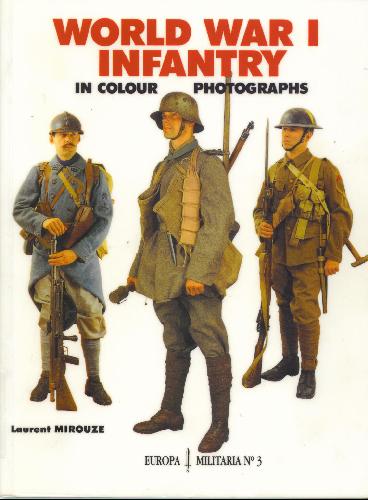 WORLD WAR I
INFANTRY
IN COLOUR PHOTOGRAPHS
Laurent MIROUZE
EUROPA MILITARIA Nº 3